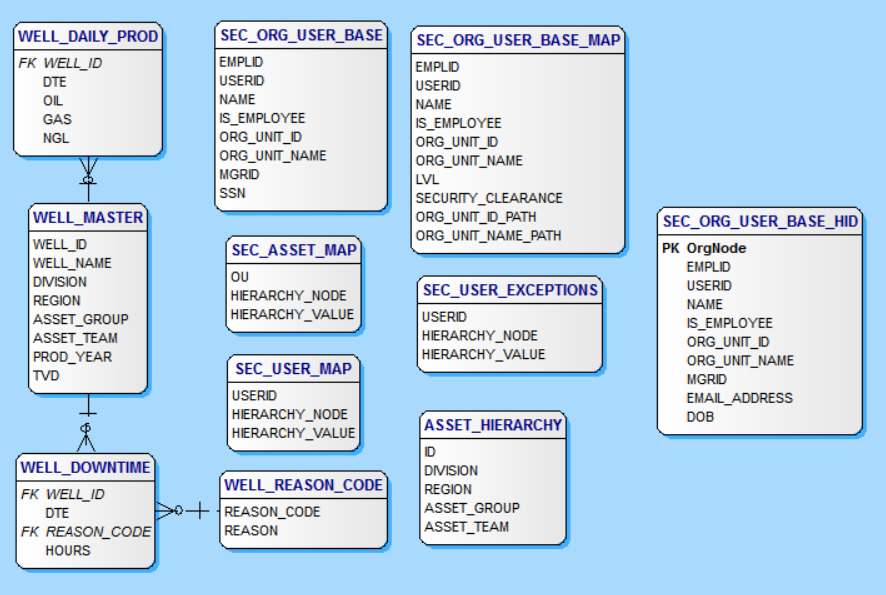 WELL_DAILY_PROD
FK WELL_ID
DTE
OIL
GAS
NGL
SEC_ORG_USER_BASE
EMPLID
USERID
NAME
IS_EMPLOYEE
ORG_UNIT_ID
ORG_UNIT_NAME
MGRID
SSN
SEC_ORG_USER_BASE_MAP
EMPLID
USERID
NAME
IS_EMPLOYEE
ORG_UNIT_ID
ORG_UNIT_NAME
LVL
SECURITY_CLEARANCE
ORG_UNIT_ID_PATH
ORG_UNIT_NAME_PATH
WELL_MASTER
WELL_ID
WELL_NAME
DIVISION
REGION
ASSET_GROUP
ASSET_TEAM
PROD_YEAR
TVD
SEC_ASSET_MAP
OU
HIERARCHY_NODE
HIERARCHY_VALUE
SEC_USER_EXCEPTIONS
USERID
HIERARCHY_NODE
HIERARCHY_VALUE
SEC_ORG_USER_BASE_HID
PK OrgNode
EMPLID
USERID
NAME
IS_EMPLOYEE
ORG_UNIT_ID
ORG_UNIT_NAME
MGRID
EMAIL_ADDRESS
DOB
SEC_USER_MAP
USERID
HIERARCHY_NODE
HIERARCHY_VALUE
ASSET_HIERARCHY
ID
DIVISION
REGION
ASSET_GROUP
ASSET_TEAM
WELL_DOWNTIME
FK WELL_ID
DTE
FK REASON_CODE
HOURS
WELL_REASON_CODE
REASON_CODE
REASON